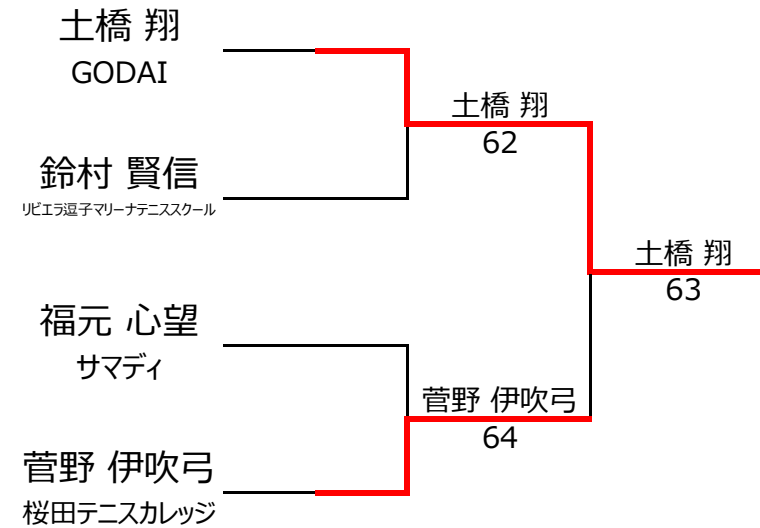 土橋 翔
GODAI
土橋 翔
62
鈴村 賢信
リビエラ逗子マリーナテニススクール
土橋 翔
63
福元 心望
サマディ
菅野 伊吹弓
64
菅野 伊吹弓
桜田テニスカレッジ